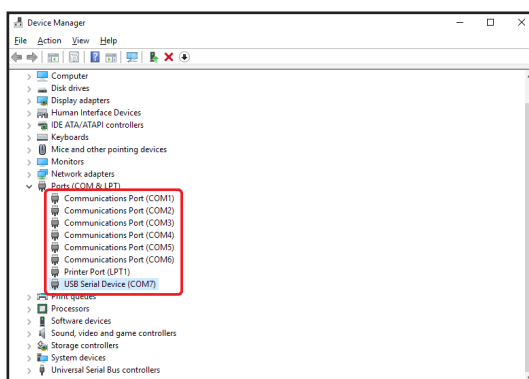 Device Manager
File Action View Help
Computer
Disk drives
Display adapters
Human Interface Devices
IDE ATA/ATAPI controllers
Keyboards
Mice and other pointing devices
Monitors
Network adapters
Ports (COM & LPT)
Communications Port (COM1)
Communications Port (COM2)
Communications Port (COM3)
Communications Port (COM4)
Communications Port (COM5)
Communications Port (COM6)
Printer Port (LPT1)
USB Serial Device (COM7)
Print queues
Processors
Software devices
Sound, video and game controllers
Storage controllers
System devices
Universal Serial Bus controllers